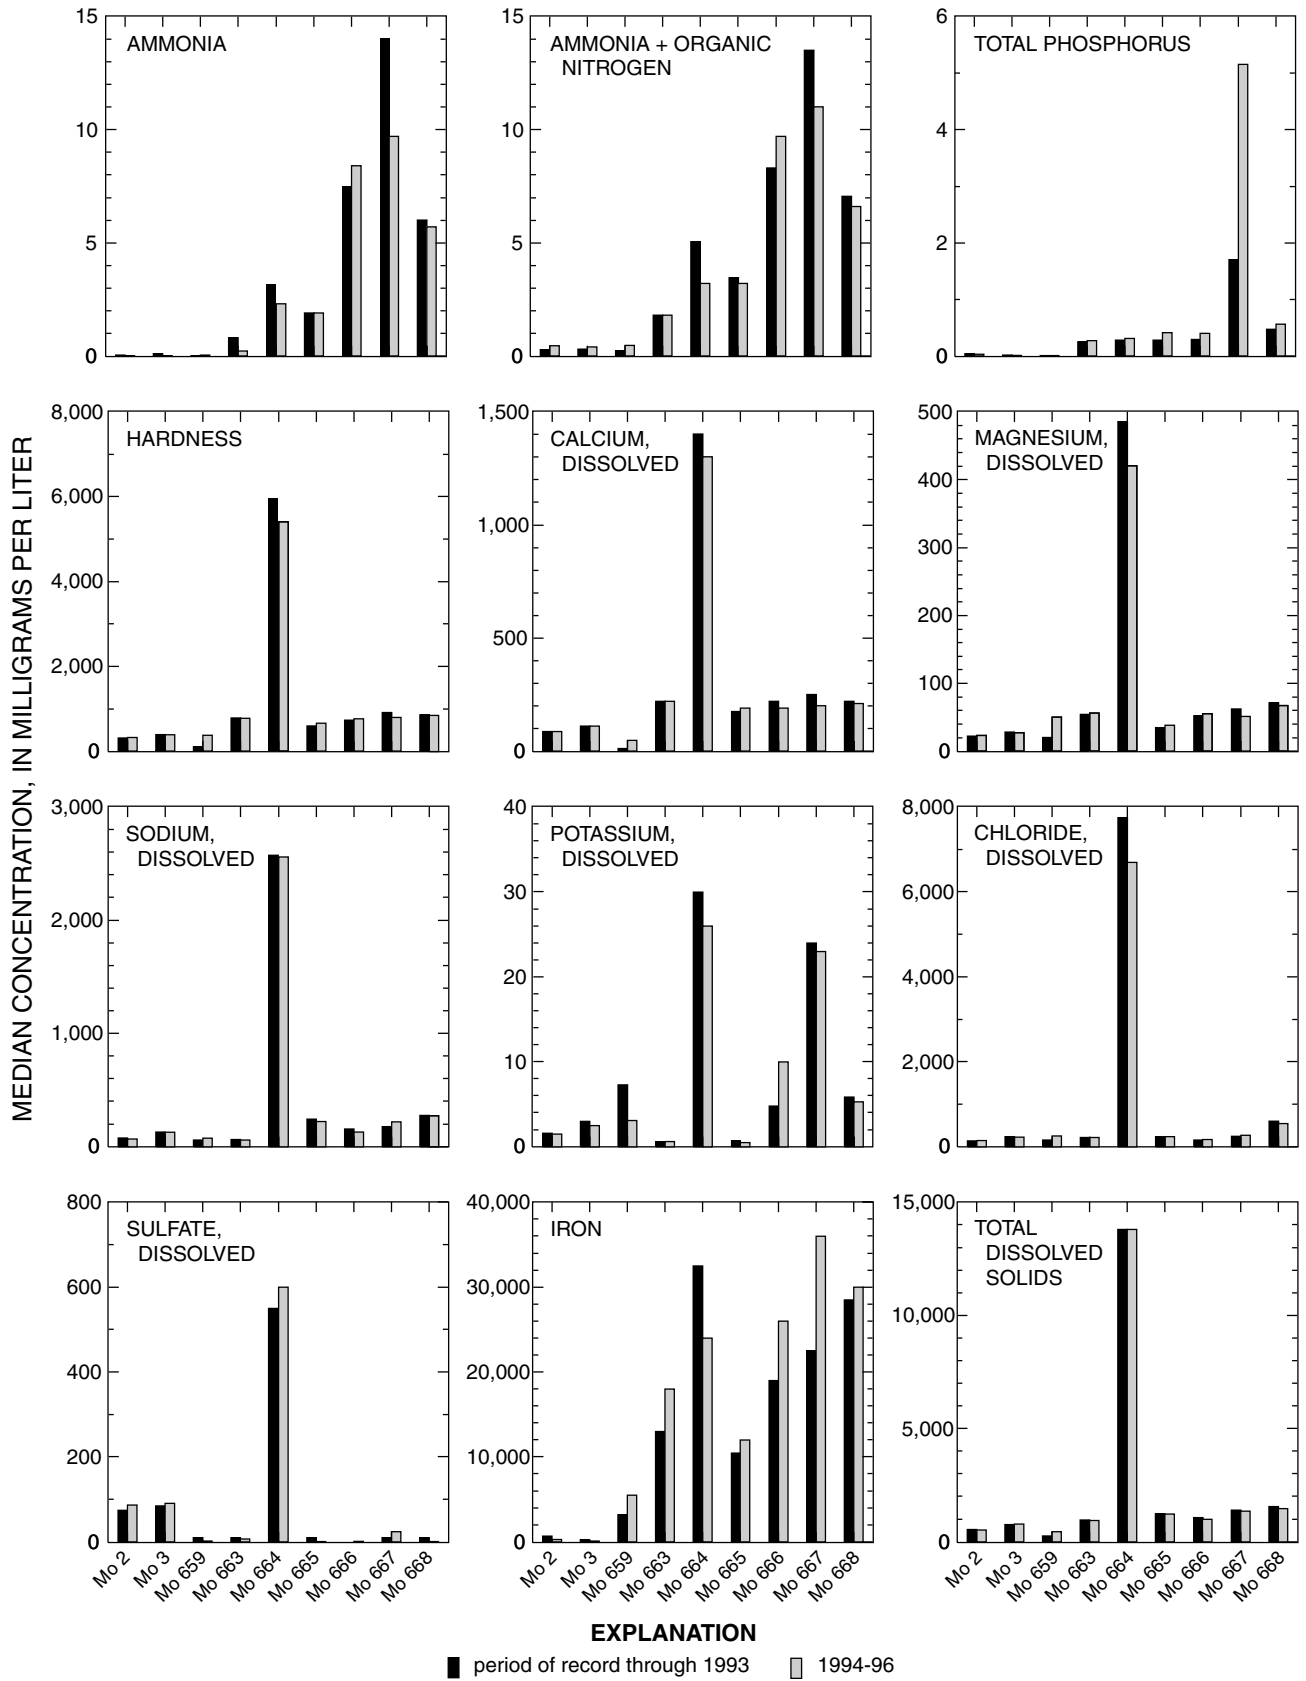 MEDIAN CONCENTRATION, IN MILLIGRAMS PER LITER
AMMONIA
15
10
5
0
AMMONIA + ORGANIC
NITROGEN
15
10
5
0
TOTAL PHOSPHORUS
6
4
2
0
HARDNESS
8,000
6,000
4,000
2,000
0
CALCIUM,
DISSOLVED
1,500
1,000
500
0
MAGNESIUM,
DISSOLVED
500
400
300
200
100
0
SODIUM,
DISSOLVED
3,000
2,000
1,000
0
POTASSIUM,
DISSOLVED
40
30
20
10
0
CHLORIDE,
DISSOLVED
8,000
6,000
4,000
2,000
0
SULFATE,
DISSOLVED
800
600
400
200
0
Mo 2
Mo 3
Mo 659
Mo 663
Mo 664
Mo 665
Mo 666
Mo 667
Mo 668
IRON
40,000
30,000
20,000
10,000
0
Mo 2
Mo 3
Mo 659
Mo 663
Mo 664
Mo 665
Mo 666
Mo 667
Mo 668
TOTAL
DISSOLVED
SOLIDS
15,000
10,000
5,000
0
Mo 2
Mo 3
Mo 659
Mo 663
Mo 664
Mo 665
Mo 666
Mo 667
Mo 668
EXPLANATION
period of record through 1993
1994-96